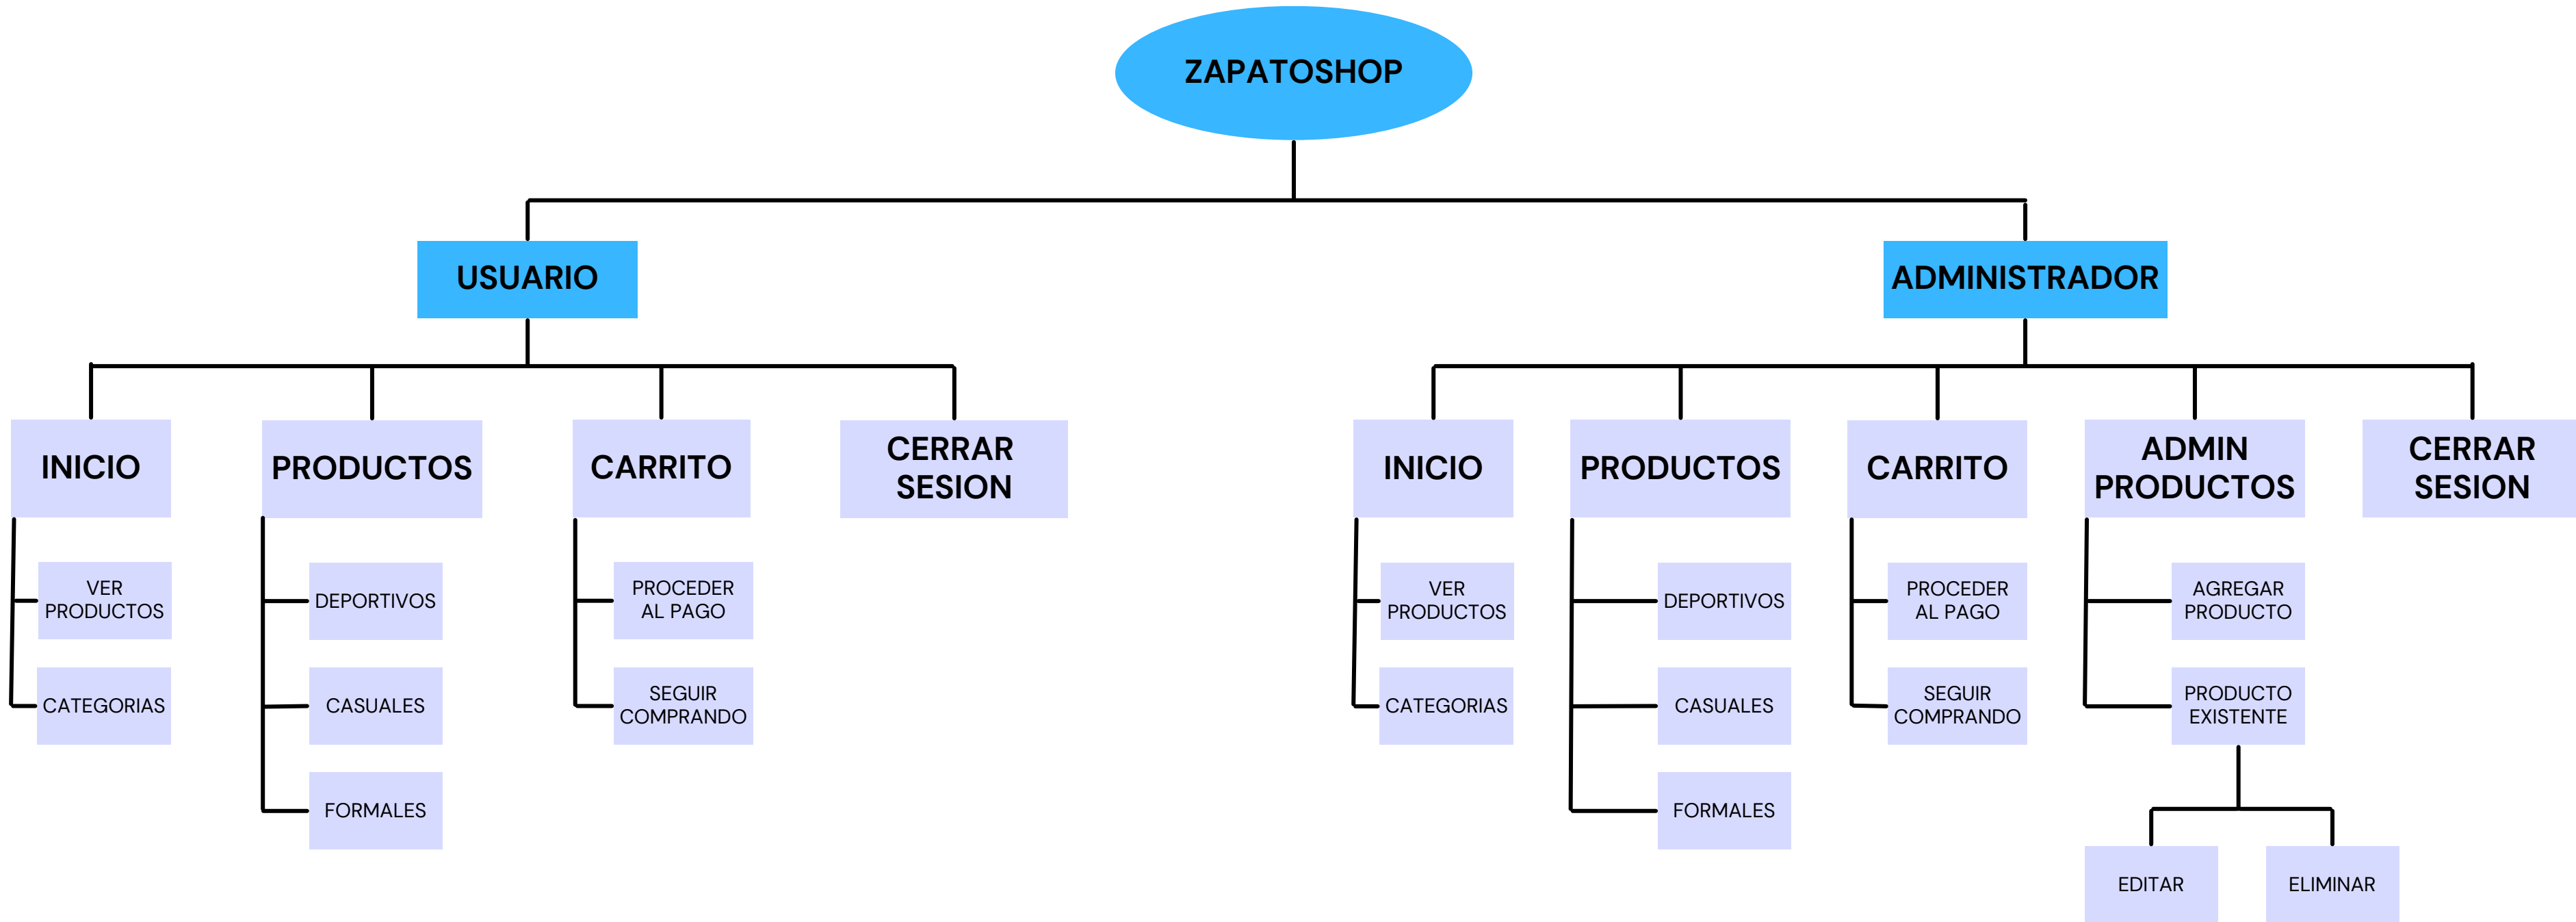 ZAPATOSHOP
USUARIO
ADMINISTRADOR
INICIO
PRODUCTOS
CARRITO
CERRAR
SESION
INICIO
PRODUCTOS
CARRITO
ADMIN
PRODUCTOS
CERRAR
SESION
VER
PRODUCTOS
DEPORTIVOS
PROCEDER
AL PAGO
VER
PRODUCTOS
DEPORTIVOS
PROCEDER
AL PAGO
AGREGAR
PRODUCTO
CATEGORIAS
CASUALES
SEGUIR
COMPRANDO
CATEGORIAS
CASUALES
SEGUIR
COMPRANDO
PRODUCTO
EXISTENTE
FORMALES
FORMALES
EDITAR
ELIMINAR